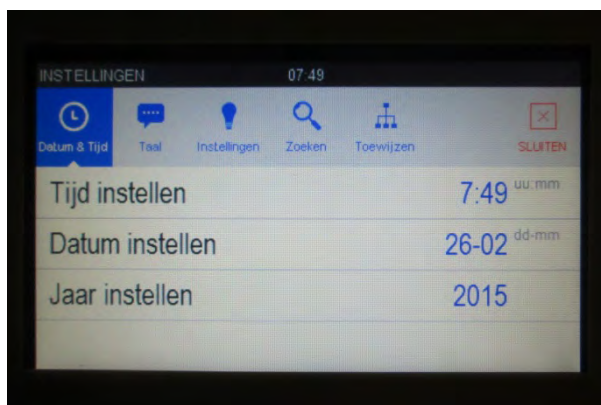 INSTELLINGEN 07:49
Datum & Tijd Taal Instellingen Zoeken Toewijzen SLUITEN
Tijd instellen 7:49 uu:mm
Datum instellen 26-02 dd-mm
Jaar instellen 2015